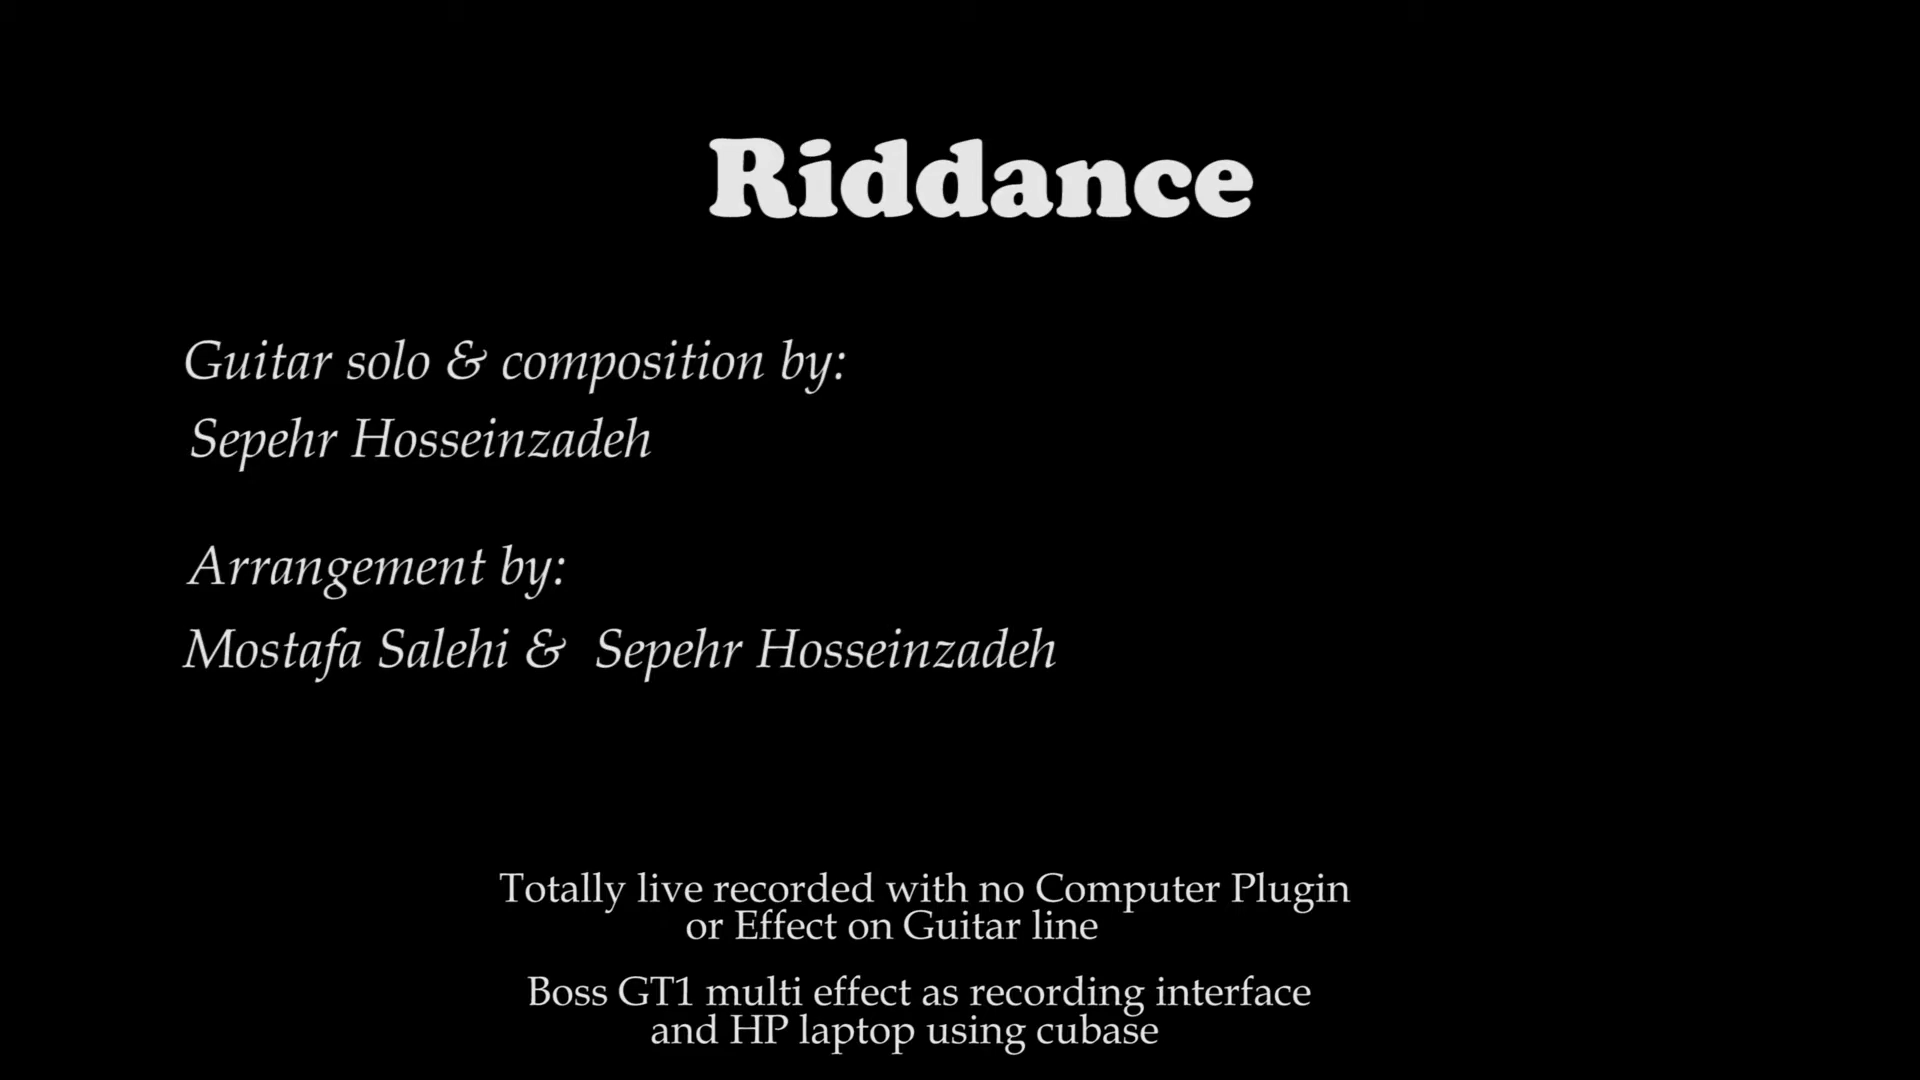 Riddance
Guitar solo & composition by:
Sepehr Hosseinzadeh
Arrangement by:
Mostafa Salehi & Sepehr Hosseinzadeh
Totally live recorded with no Computer Plugin
or Effect on Guitar line
Boss GT1 multi effect as recording interface
and HP laptop using cubase